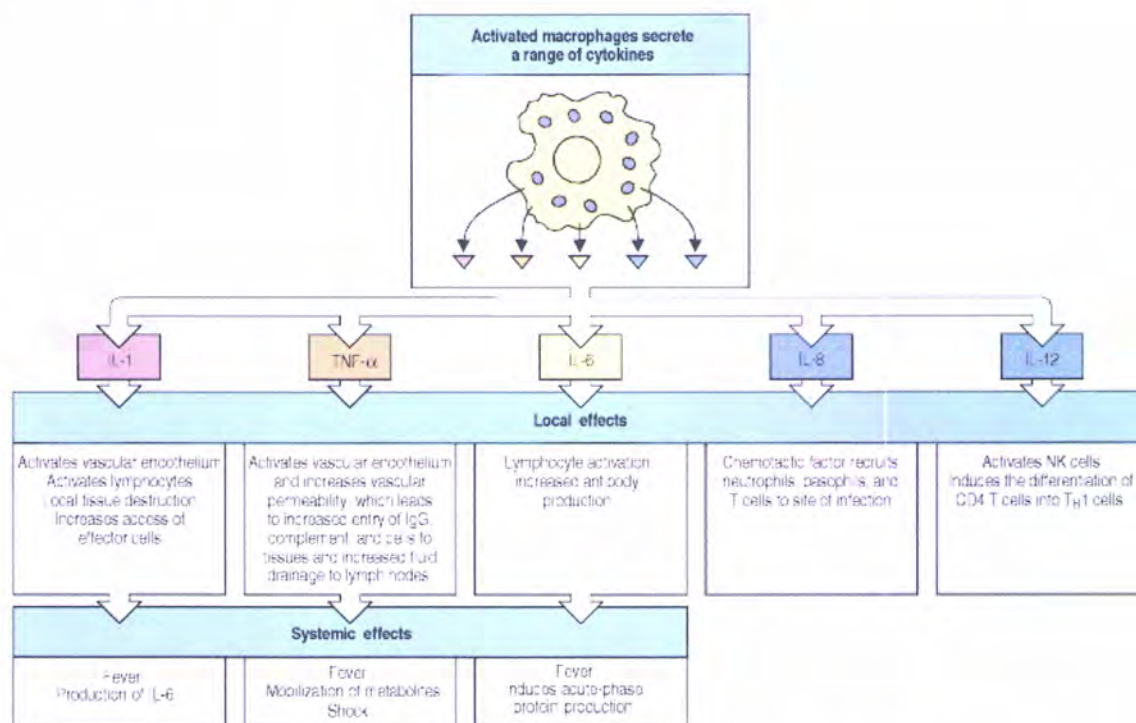 Activated macrophages secrete
a range of cytokines
IL-1
TNF-α
IL-6
IL-8
IL-12
Local effects
Activates vascular endothelium
Activates lymphocytes
Local tissue destruction
Increases access of
effector cells
Activates vascular endothelium
and increases vascular
permeability, which leads
to increased entry of IgG,
complement, and cells to
tissues and increased fluid
drainage to lymph nodes
Lymphocyte activation
increased antibody
production
Chemotactic factor recruits
neutrophils, basophils, and
T cells to site of infection
Activates NK cells
Induces the differentiation of
CD4 T cells into TH1 cells
Systemic effects
Fever
Production of IL-6
Fever
Mobilization of metabolites
Shock
Fever
Induces acute-phase
protein production